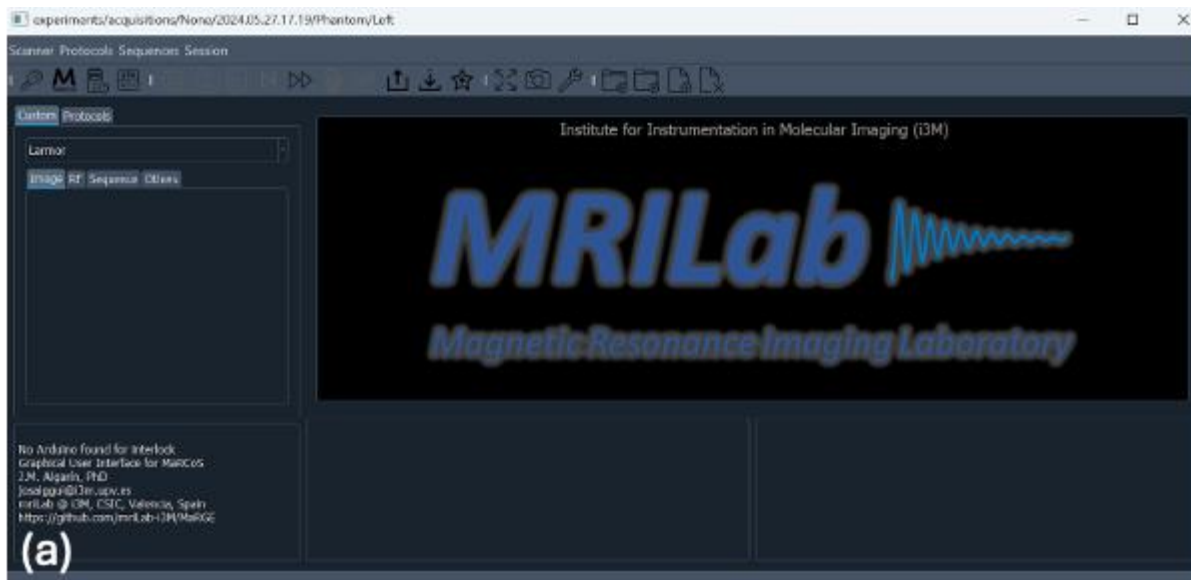 experiments/acquisitions/None/2024.05.27.17.19/Phantom/Left
Scanner Protocols Sequences Session
M
Custom Protocols
Larmor
Image RF Sequence Others
Institute for Instrumentation in Molecular Imaging (i3M)
MRILab
Magnetic Resonance Imaging Laboratory
No Arduino found for Interlock
Graphical User Interface for MaRCoS
J.M. Algarín, PhD
josalggui@i3m.upv.es
mriLab @ i3M, CSIC, Valencia, Spain
https://github.com/mriLab-i3M/MaRGE
(a)